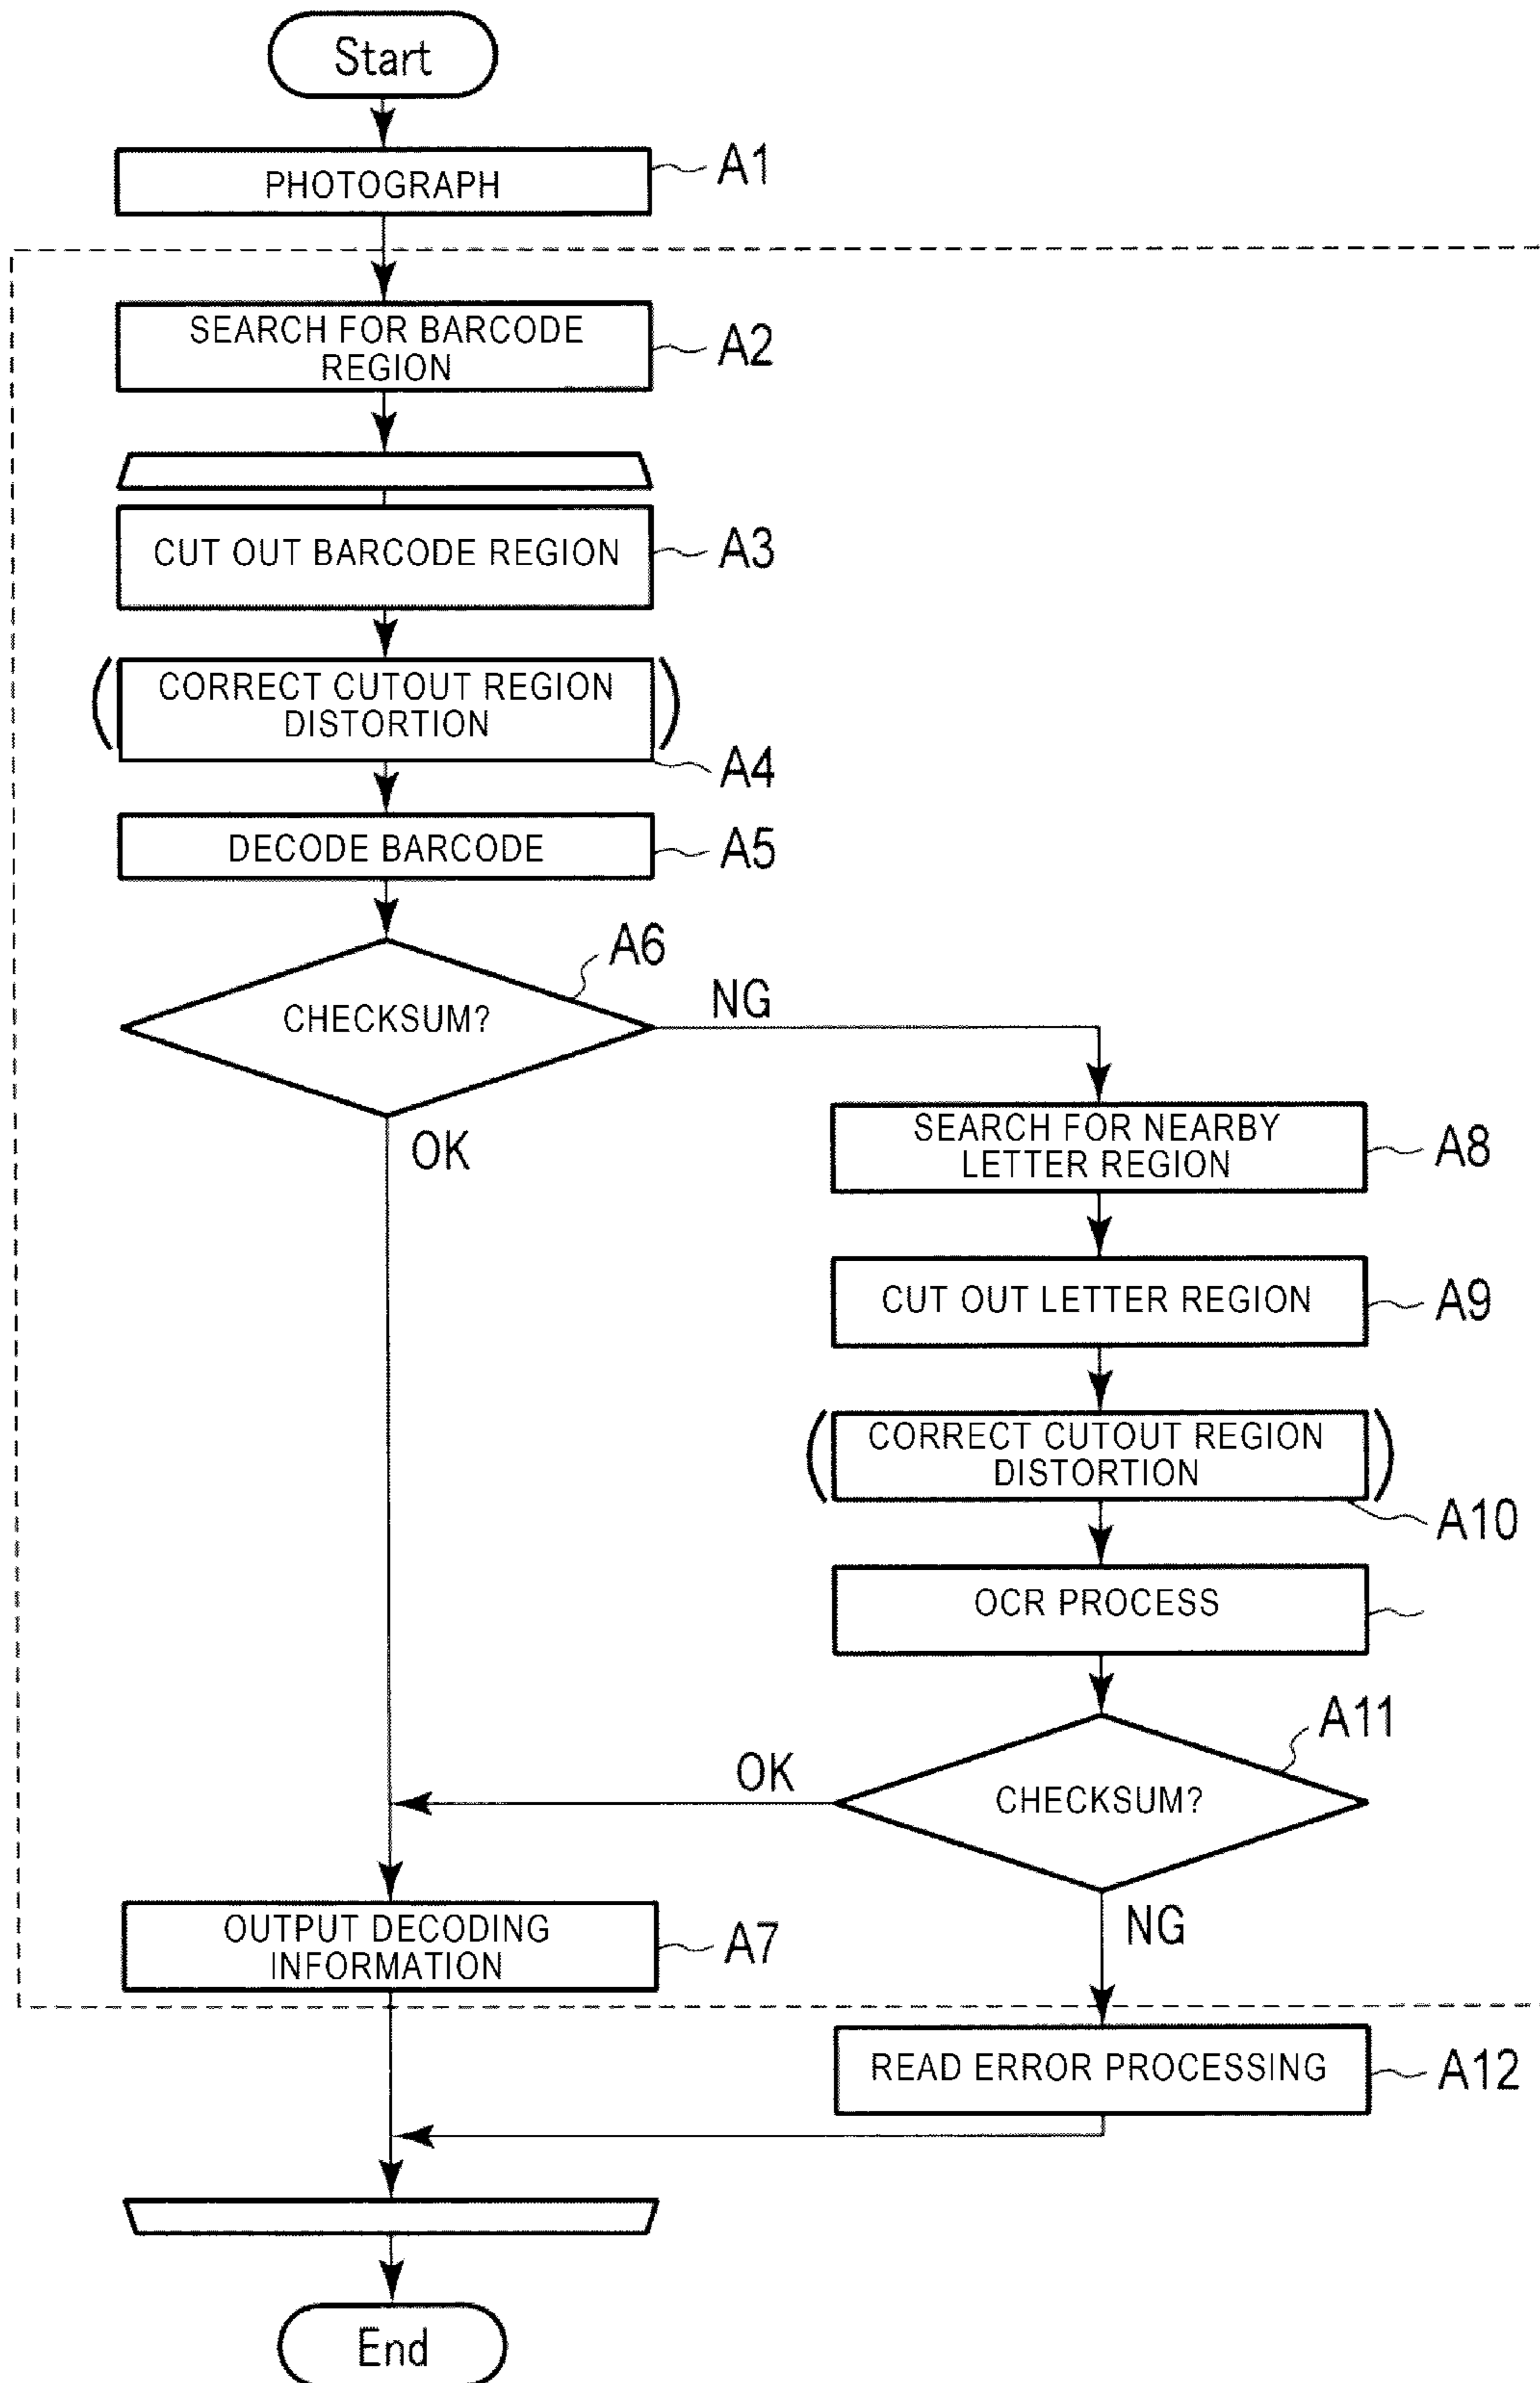 Start
PHOTOGRAPH
A1
SEARCH FOR BARCODE
REGION
A2
CUT OUT BARCODE REGION
A3
(CORRECT CUTOUT REGION
DISTORTION)
A4
DECODE BARCODE
A5
A6
CHECKSUM?
NG
OK
SEARCH FOR NEARBY
LETTER REGION
A8
CUT OUT LETTER REGION
A9
(CORRECT CUTOUT REGION
DISTORTION)
A10
OCR PROCESS
A11
CHECKSUM?
OK
NG
OUTPUT DECODING
INFORMATION
A7
READ ERROR PROCESSING
A12
End